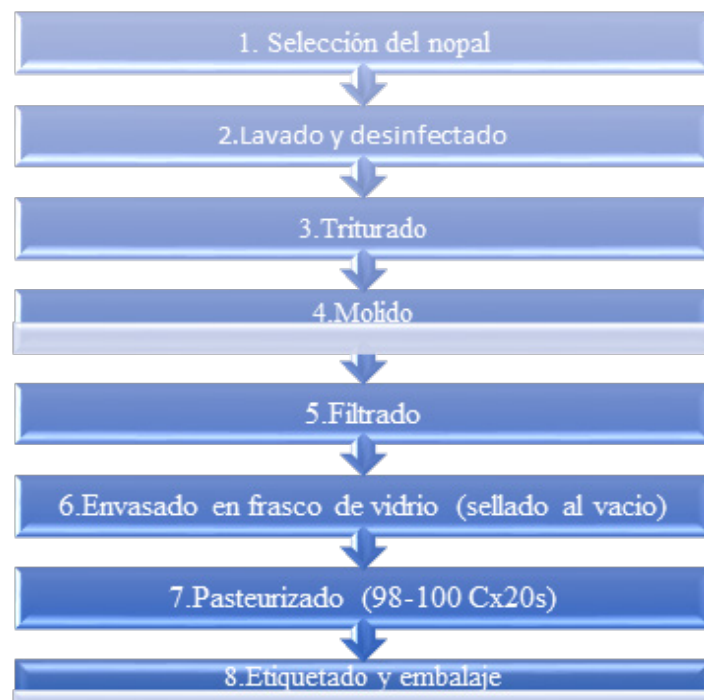 1. Selección del nopal
2.Lavado y desinfectado
3.Triturado
4.Molido
5.Filtrado
6.Envasado en frasco de vidrio (sellado al vacio)
7.Pasteurizado (98-100 Cx20s)
8.Etiquetado y embalaje